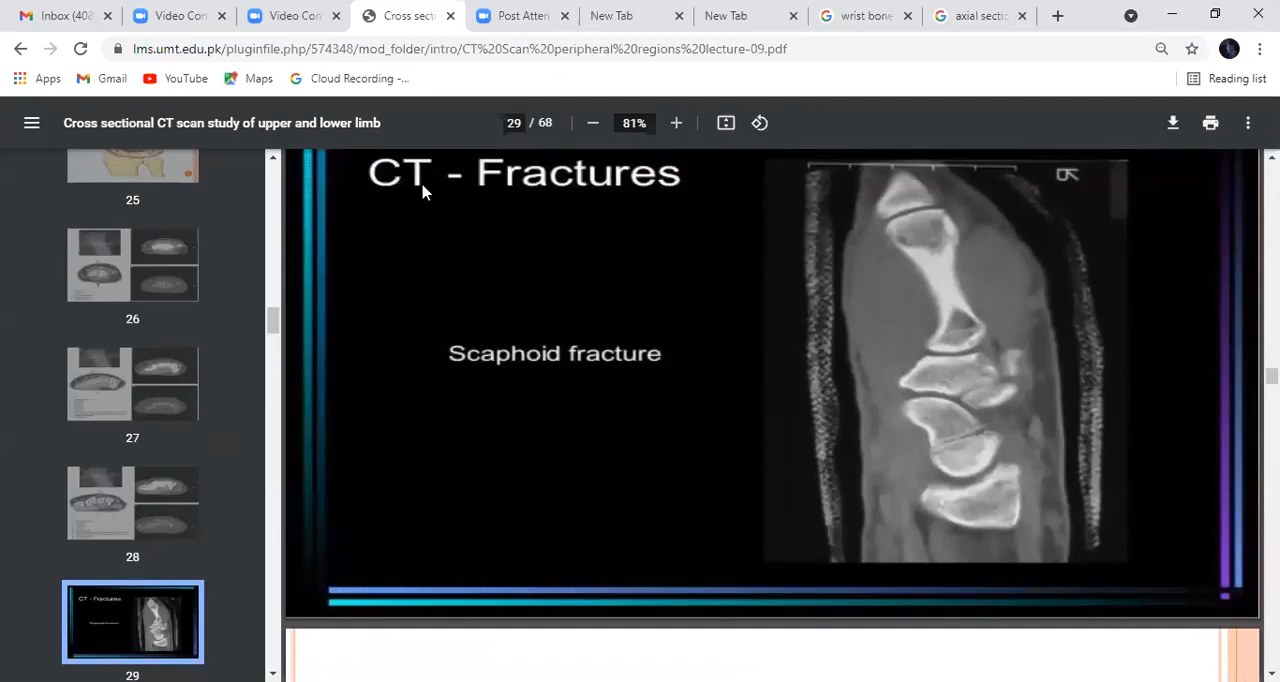 Inbox (408
Video Con
Video Con
Cross secti
Post Atten
New Tab
New Tab
wrist bone
axial sectio
lms.umt.edu.pk/pluginfile.php/574348/mod_folder/intro/CT%20Scan%20peripheral%20regions%20lecture-09.pdf
Apps
Gmail
YouTube
Maps
Cloud Recording -...
Reading list
Cross sectional CT scan study of upper and lower limb
29 / 68
81%
25
26
27
28
29
CT - Fractures
Scaphoid fracture